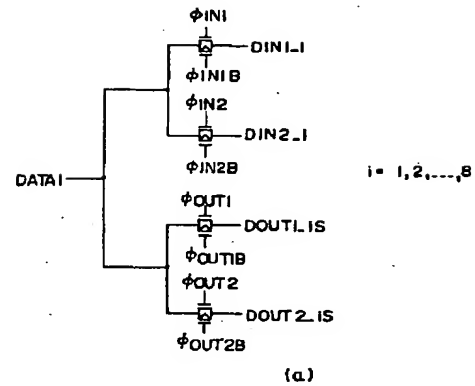 φIN1
DIN1_i
φIN1B
φIN2
DIN2_i
φIN2B
DATAi
i= 1,2,...,8
φOUT1
DOUT1_iS
φOUT1B
φOUT2
DOUT2_iS
φOUT2B
(a)